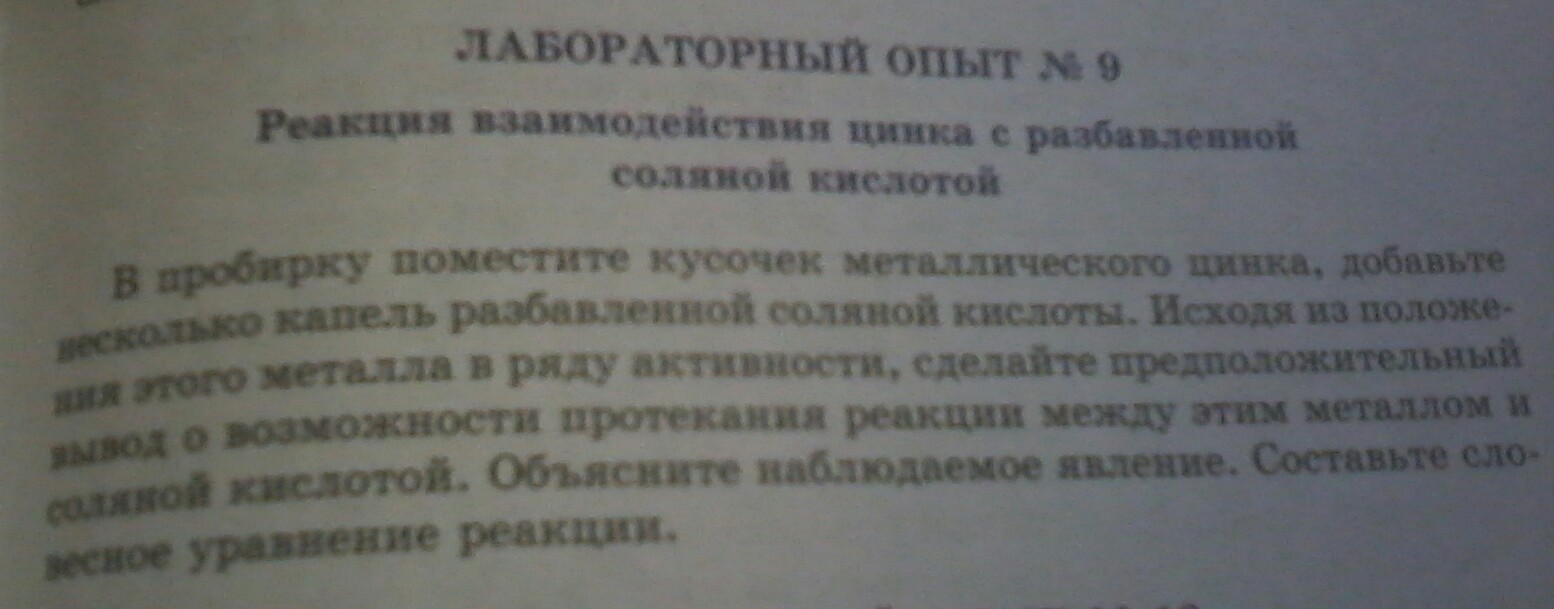 ЛАБОРАТОРНЫЙ ОПЫТ № 9
Реакция взаимодействия цинка с разбавленной
соляной кислотой
В пробирку поместите кусочек металлического цинка, добавьте
несколько капель разбавленной соляной кислоты. Исходя из положе-
ния этого металла в ряду активности, сделайте предположительный
вывод о возможности протекания реакции между этим металлом и
соляной кислотой. Объясните наблюдаемое явление. Составьте сло-
весное уравнение реакции.